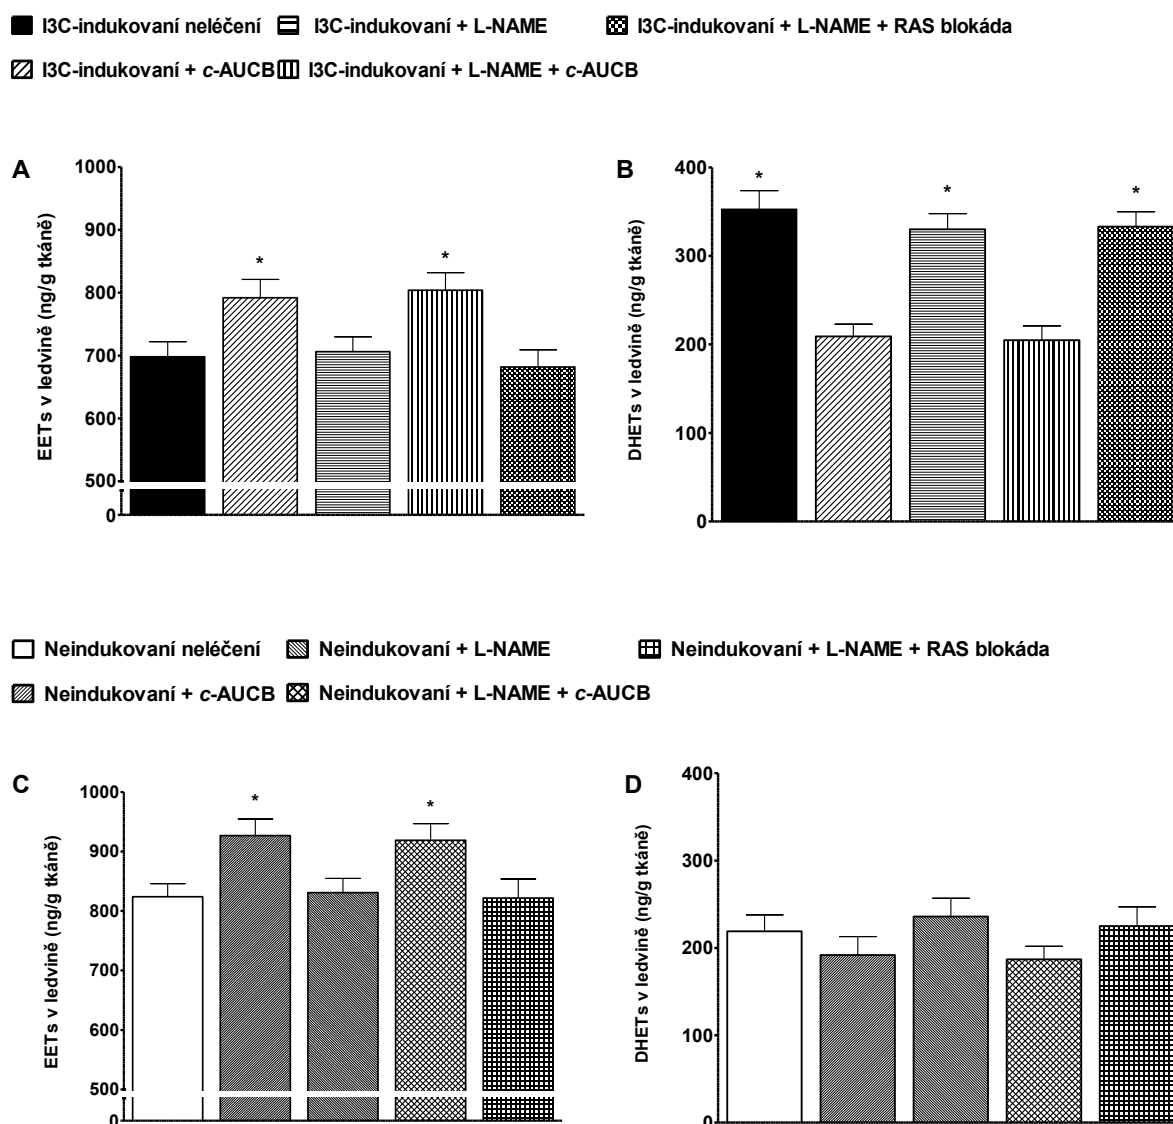 I3C-indukovaní neléčení I3C-indukovaní + L-NAME I3C-indukovaní + L-NAME + RAS blokáda
I3C-indukovaní + c-AUCB I3C-indukovaní + L-NAME + c-AUCB
A
EETs v ledvině (ng/g tkáně)
1000
900
800
700
600
500
0
* *
B
DHETs v ledvině (ng/g tkáně)
400
300
200
100
0
* * *
Neindukovaní neléčení Neindukovaní + L-NAME Neindukovaní + L-NAME + RAS blokáda
Neindukovaní + c-AUCB Neindukovaní + L-NAME + c-AUCB
C
EETs v ledvině (ng/g tkáně)
1000
900
800
700
600
500
0
* *
D
DHETs v ledvině (ng/g tkáně)
400
300
200
100
0